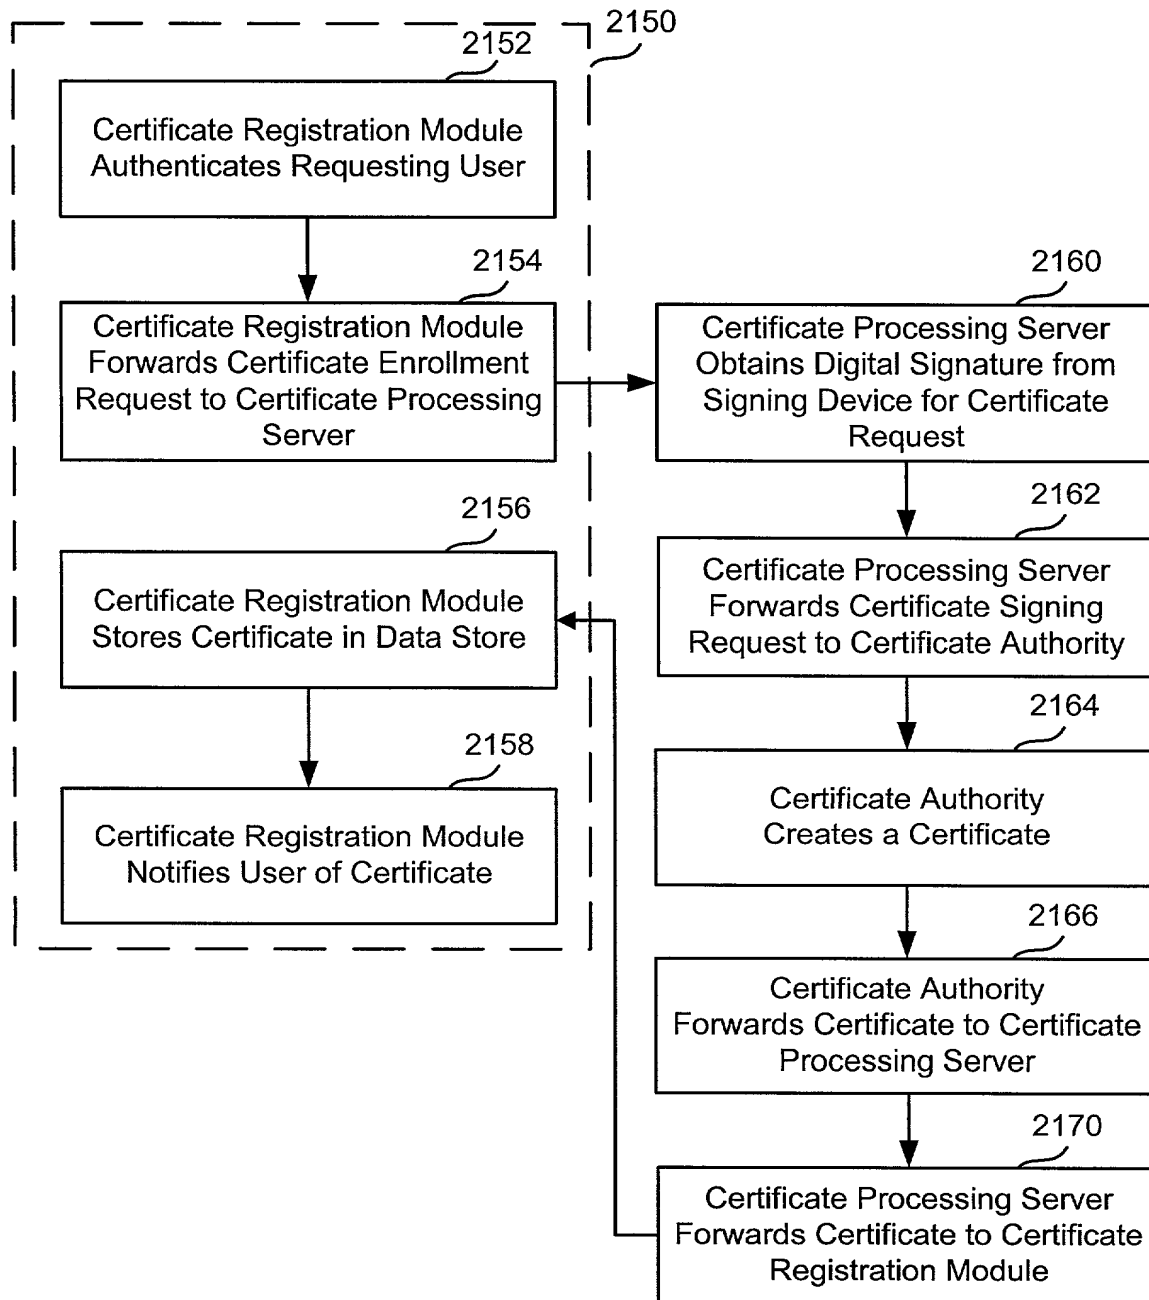 2150
2152
Certificate Registration Module
Authenticates Requesting User
2154
Certificate Registration Module
Forwards Certificate Enrollment
Request to Certificate Processing
Server
2156
Certificate Registration Module
Stores Certificate in Data Store
2158
Certificate Registration Module
Notifies User of Certificate
2160
Certificate Processing Server
Obtains Digital Signature from
Signing Device for Certificate
Request
2162
Certificate Processing Server
Forwards Certificate Signing
Request to Certificate Authority
2164
Certificate Authority
Creates a Certificate
2166
Certificate Authority
Forwards Certificate to Certificate
Processing Server
2170
Certificate Processing Server
Forwards Certificate to Certificate
Registration Module